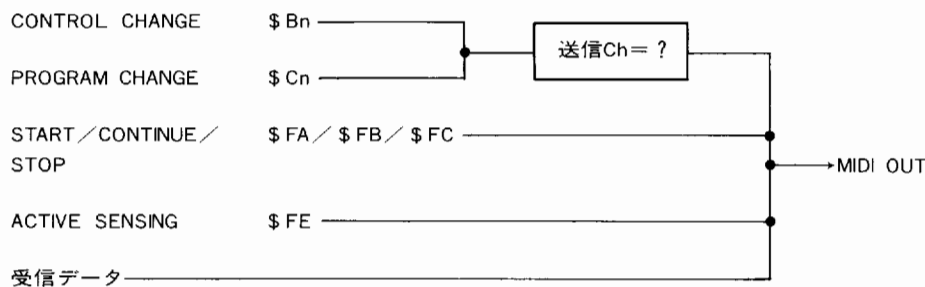 CONTROL CHANGE $Bn
送信Ch=?
PROGRAM CHANGE $Cn
START/CONTINUE/ $FA/$FB/$FC
STOP
MIDI OUT
ACTIVE SENSING $FE
受信データ